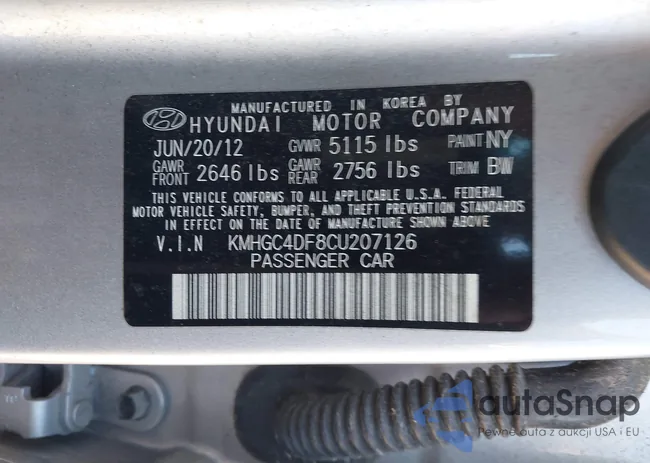 MANUFACTURED IN KOREA BY
HYUNDAI MOTOR COMPANY
JUN/20/12 GVWR 5115 lbs PAINT NY
GAWR FRONT 2646 lbs GAWR REAR 2756 lbs TRIM BW
THIS VEHICLE CONFORMS TO ALL APPLICABLE U.S.A. FEDERAL
MOTOR VEHICLE SAFETY, BUMPER, AND THEFT PREVENTION STANDARDS
IN EFFECT ON THE DATE OF MANUFACTURE SHOWN ABOVE
V.I.N KMHGC4DF8CU207126
PASSENGER CAR
autoSnap
Pewne auta z aukcji USA i EU